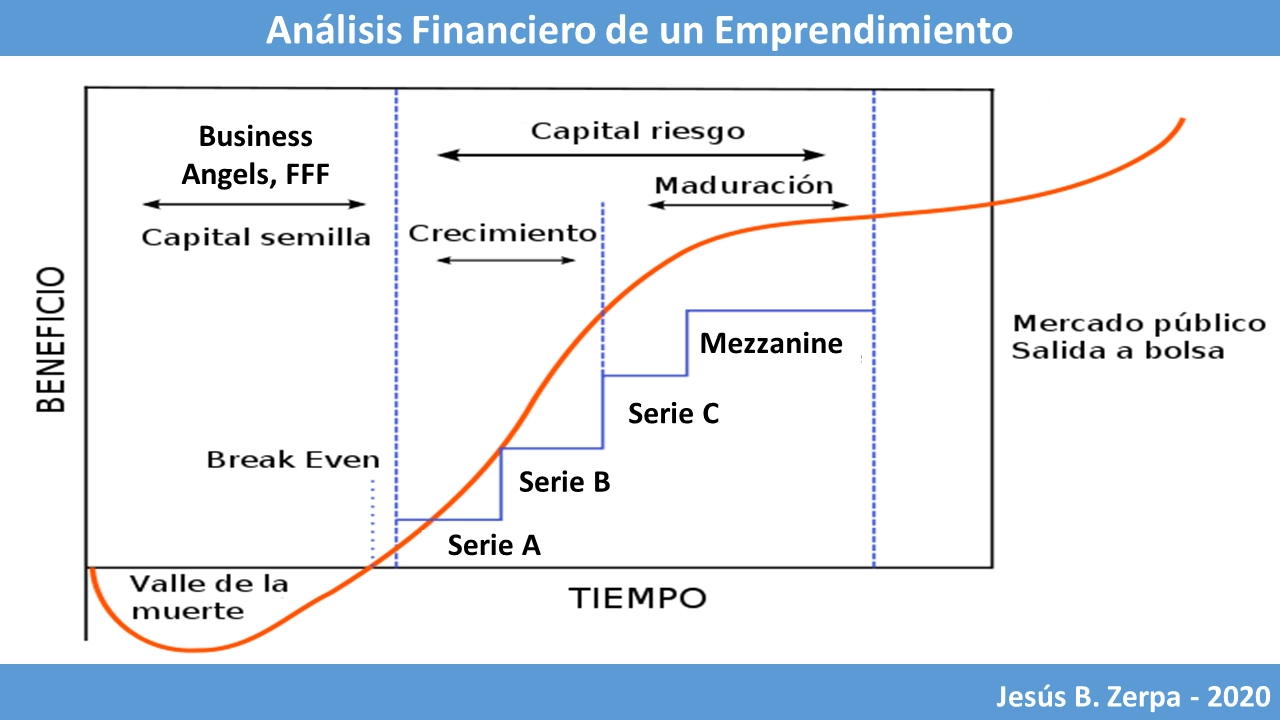 Análisis Financiero de un Emprendimiento
Business
Angels, FFF
Capital semilla
Capital riesgo
Maduración
Crecimiento
BENEFICIO
Mezzanine
Mercado público
Salida a bolsa
Serie C
Break Even
Serie B
Serie A
Valle de la
muerte
TIEMPO
Jesús B. Zerpa - 2020